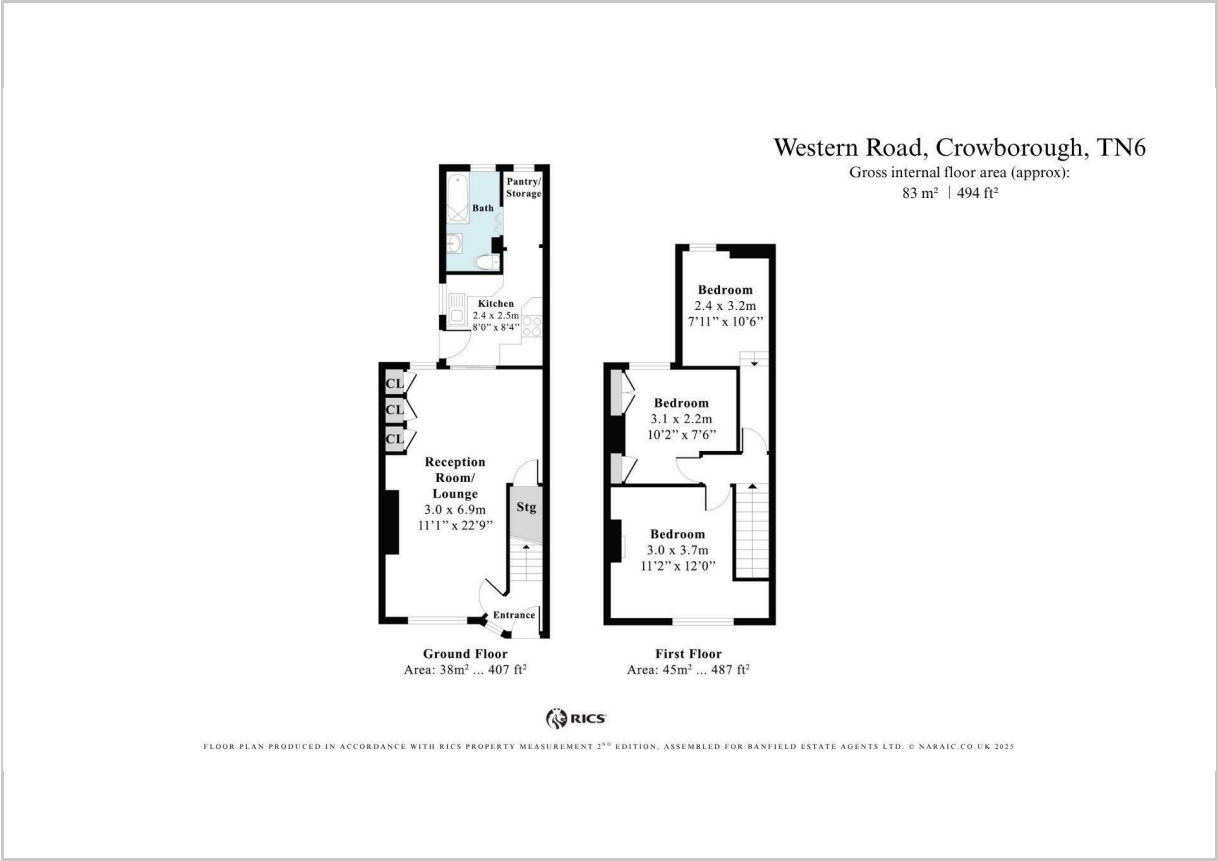 Western Road, Crowborough, TN6
Gross internal floor area (approx):
83 m² | 494 ft²
Pantry/
Storage
Bath
Kitchen
2.4 x 2.5m
8'0'' x 8'4''
CL
CL
CL
Reception
Room/
Lounge
3.0 x 6.9m
11'1'' x 22'9''
Stg
Entrance
Ground Floor
Area: 38m² ... 407 ft²
Bedroom
2.4 x 3.2m
7'11'' x 10'6''
Bedroom
3.1 x 2.2m
10'2'' x 7'6''
Bedroom
3.0 x 3.7m
11'2'' x 12'0''
First Floor
Area: 45m² ... 487 ft²
RICS
FLOOR PLAN PRODUCED IN ACCORDANCE WITH RICS PROPERTY MEASUREMENT 2ND EDITION, ASSEMBLED FOR BANFIELD ESTATE AGENTS LTD. © NARAIC.CO.UK 2025